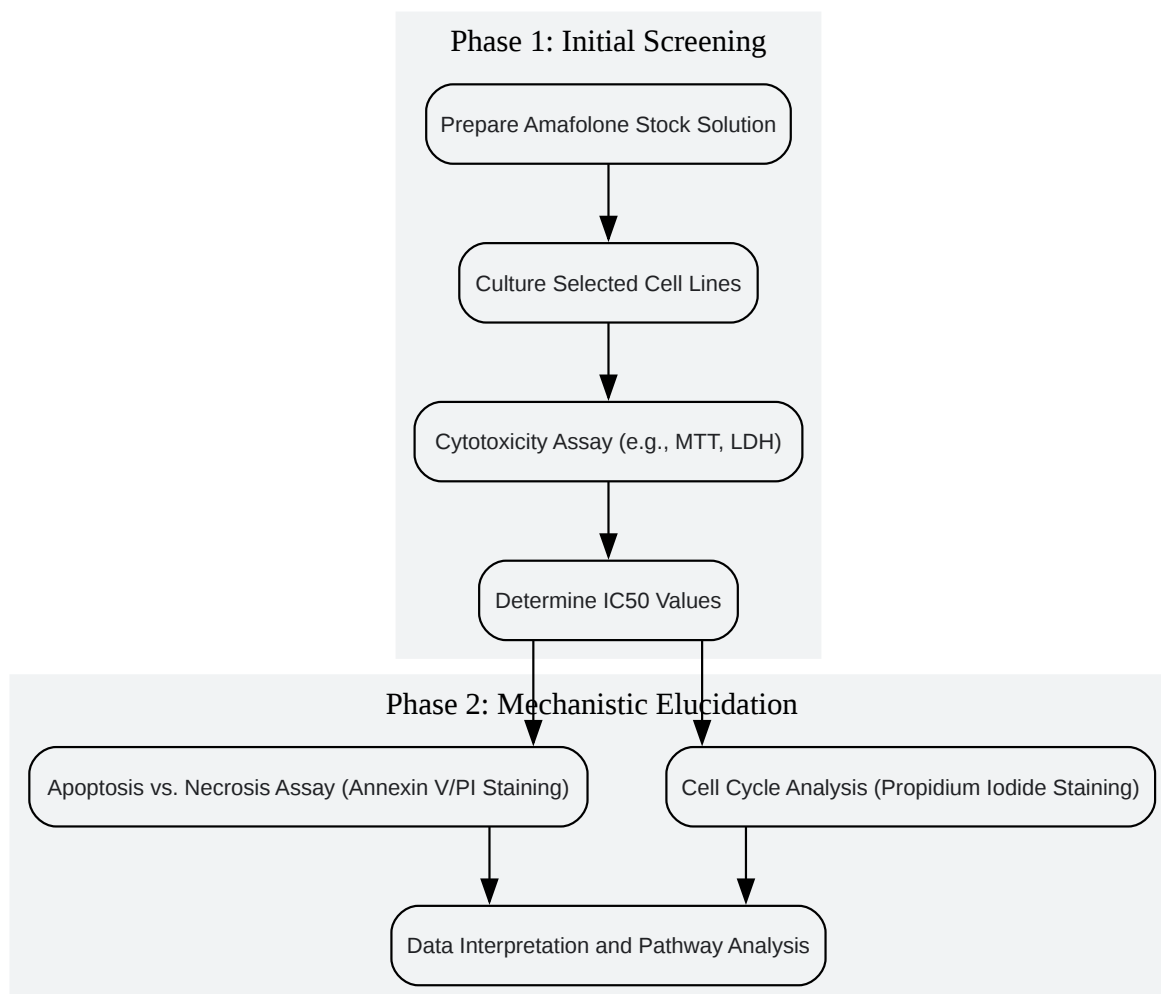 Phase 1: Initial Screening
Prepare Amafolone Stock Solution
Culture Selected Cell Lines
Cytotoxicity Assay (e.g., MTT, LDH)
Determine IC50 Values
Phase 2: Mechanistic Elucidation
Apoptosis vs. Necrosis Assay (Annexin V/PI Staining)
Cell Cycle Analysis (Propidium Iodide Staining)
Data Interpretation and Pathway Analysis